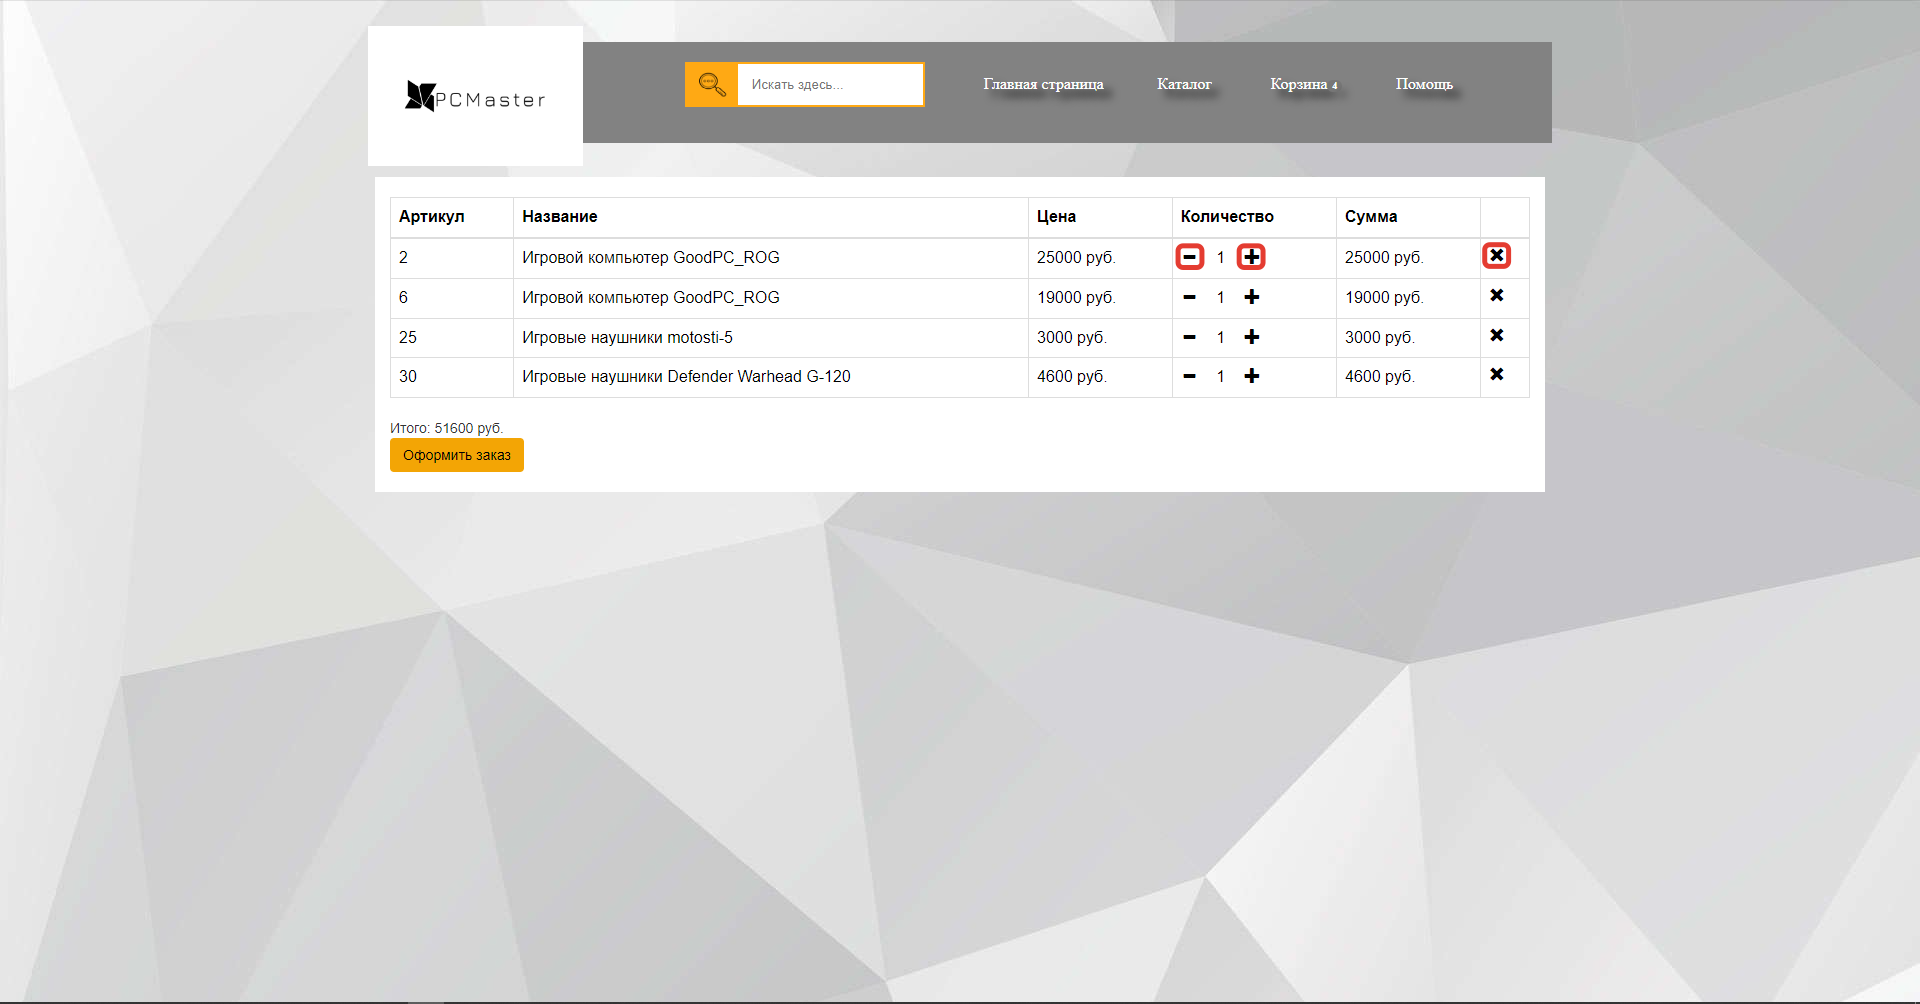 PCMaster
Искать здесь...
Главная страница Каталог Корзина 4 Помощь
Артикул Название Цена Количество Сумма
2 Игровой компьютер GoodPC_ROG 25000 руб. 1 25000 руб.
6 Игровой компьютер GoodPC_ROG 19000 руб. 1 19000 руб.
25 Игровые наушники motosti-5 3000 руб. 1 3000 руб.
30 Игровые наушники Defender Warhead G-120 4600 руб. 1 4600 руб.
Итого: 51600 руб.
Оформить заказ